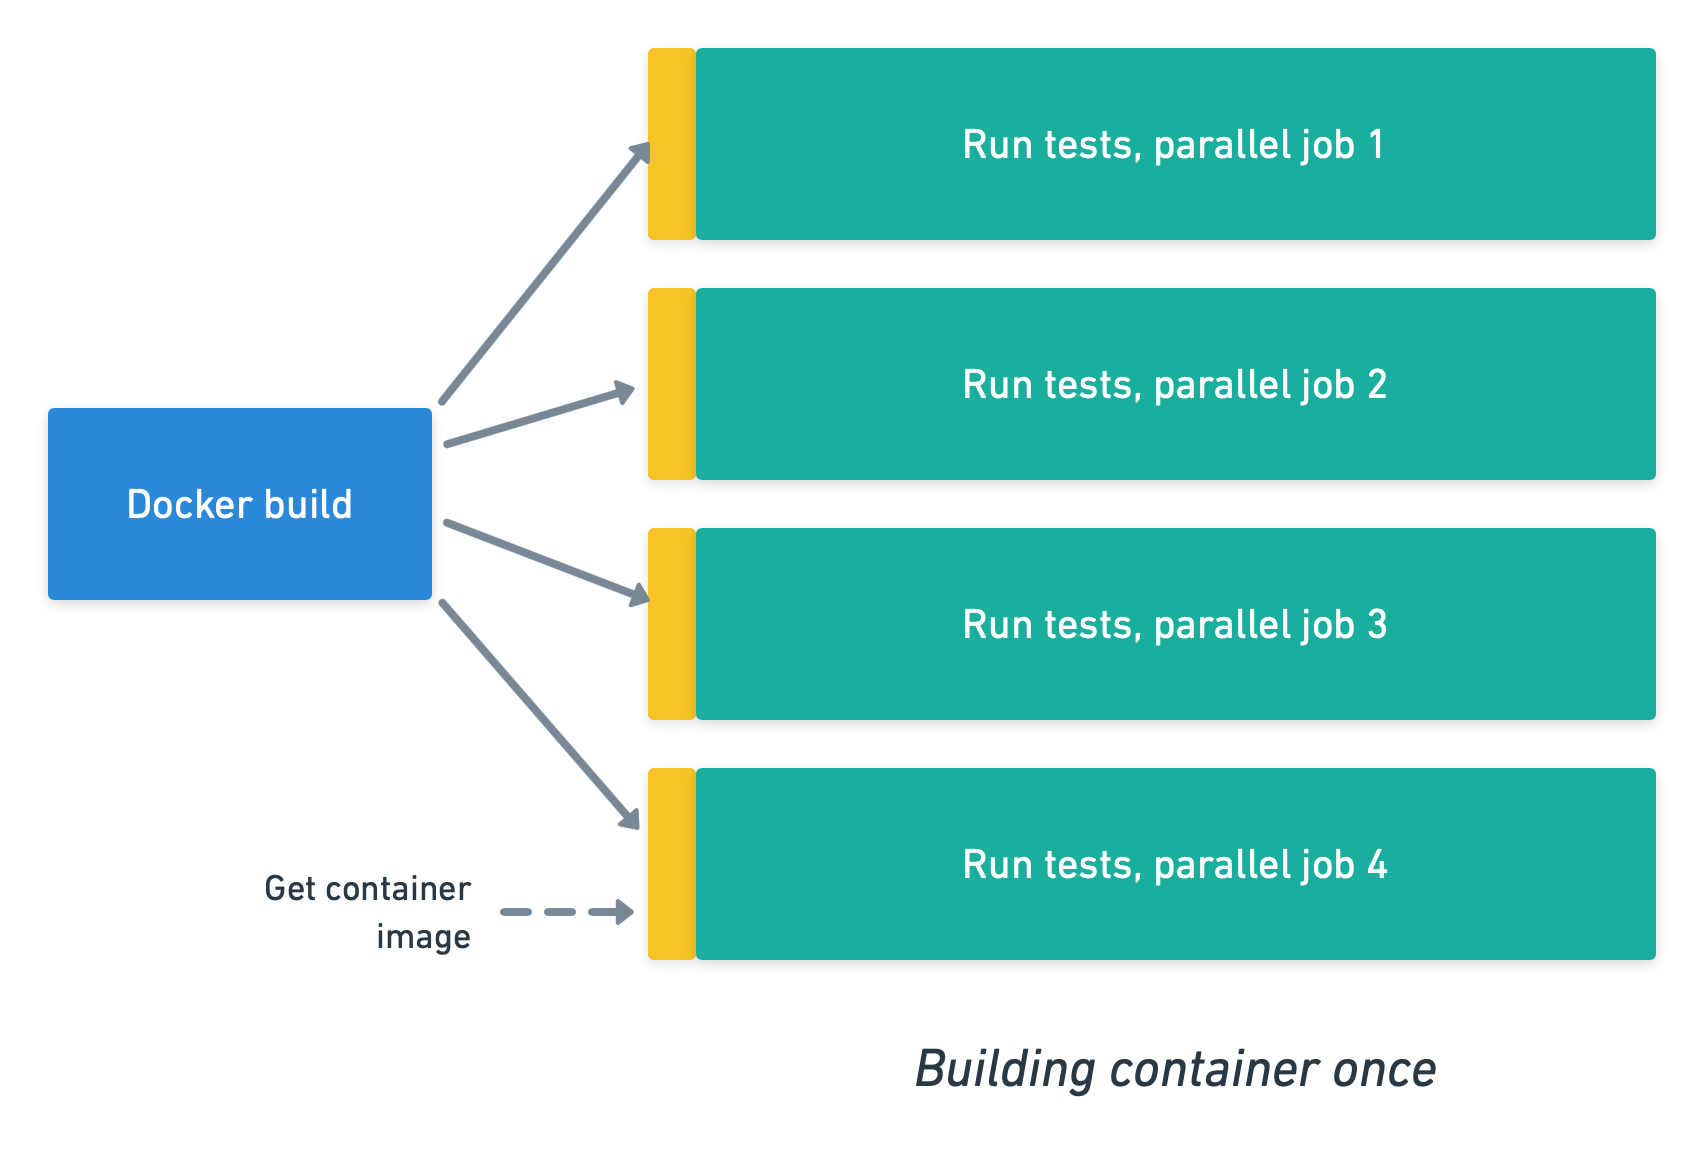 Run tests, parallel job 1
Run tests, parallel job 2
Docker build
Run tests, parallel job 3
Run tests, parallel job 4
Get container
image
Building container once